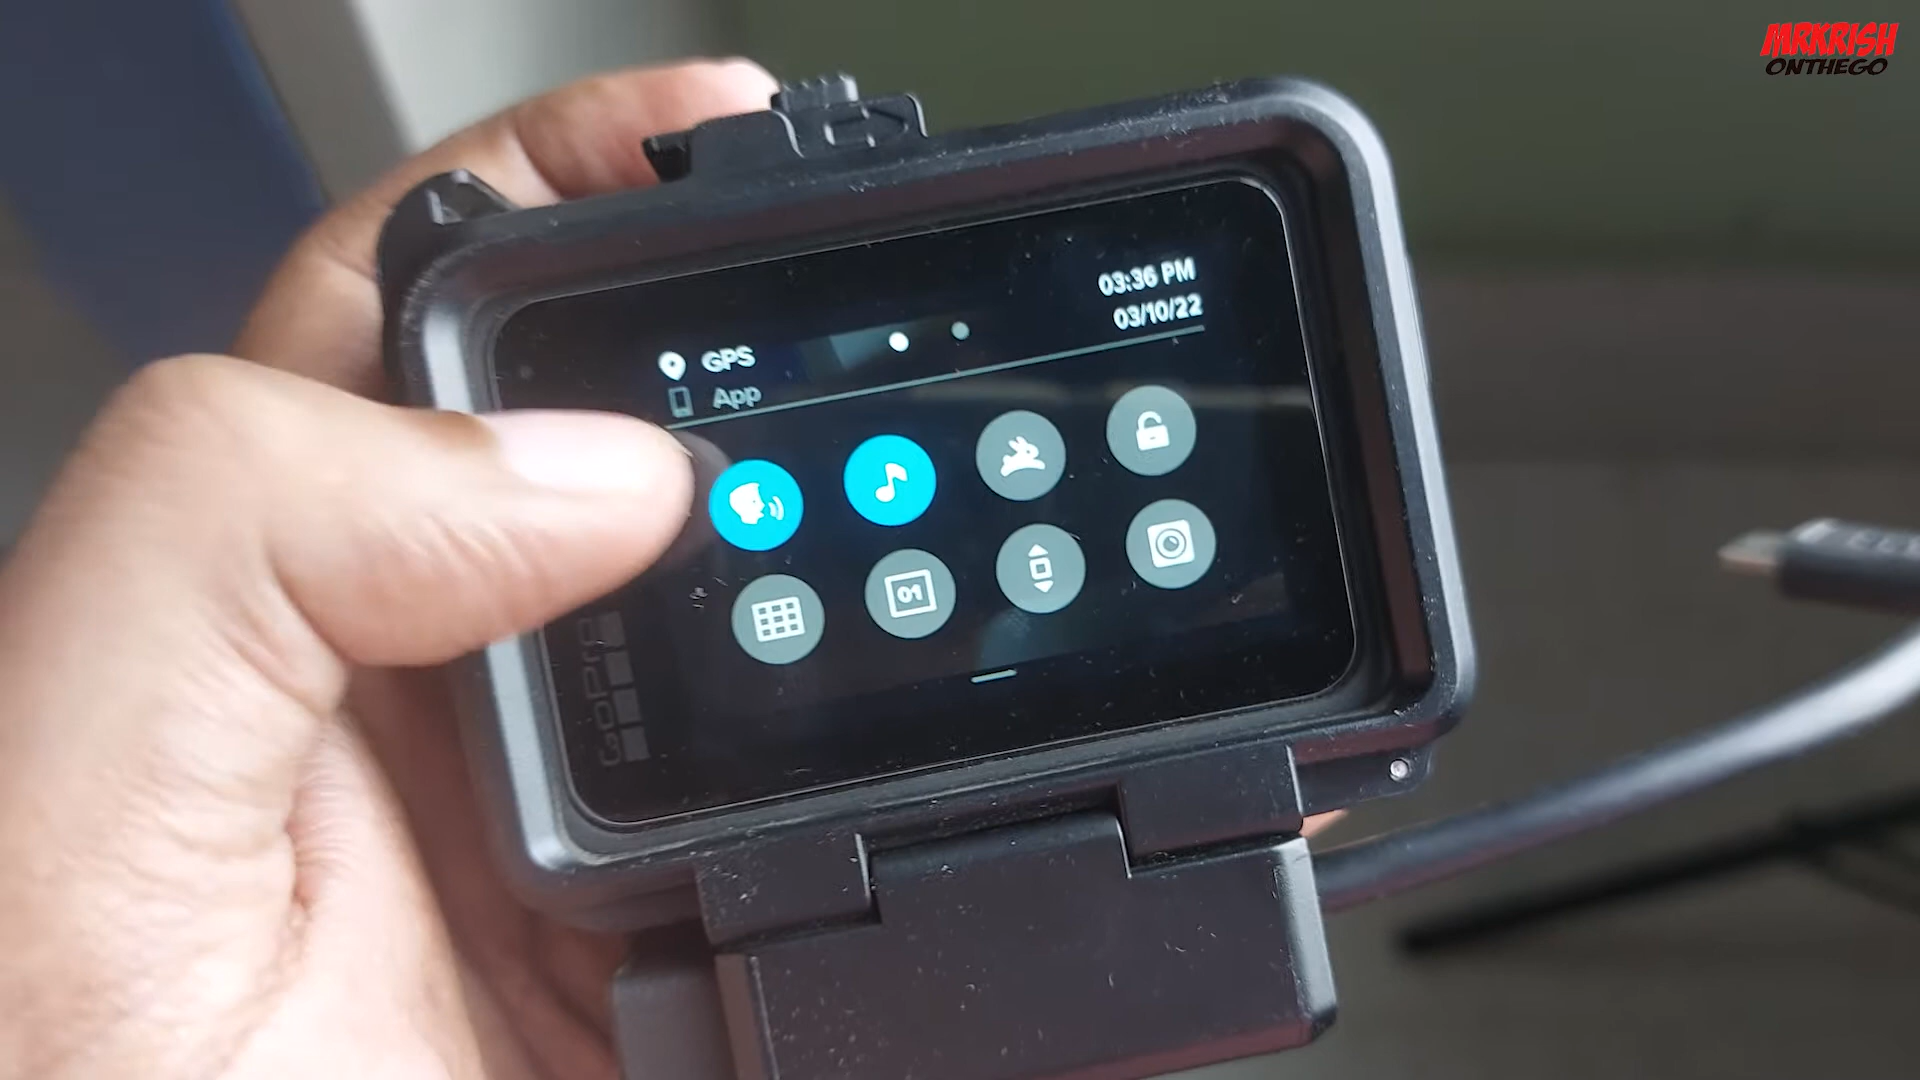 MRKRISH
ONTHEGO
03:36 PM
03/10/22
GPS
App
01
GoPro